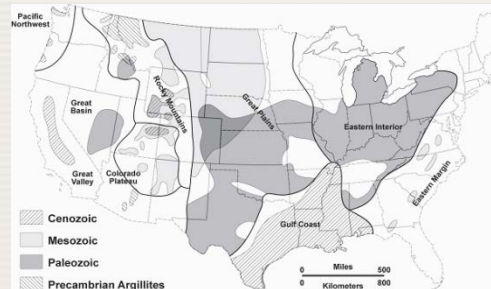 Pacific
Northwest
Rocky Mountains
Great
Basin
Great Plains
Eastern Interior
Great
Valley
Colorado
Plateau
Eastern Margin
Gulf Coast
Cenozoic
Mesozoic
Paleozoic
Precambrian Argillites
Miles
0
500
0
800
Kilometers